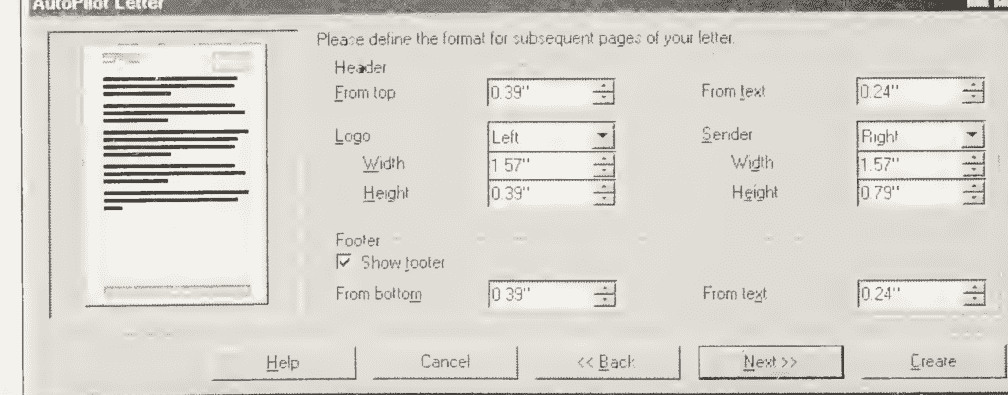 AutoPilot Letter
Please define the format for subsequent pages of your letter.
Header
From top 0.39" From text 0.24"
Logo Left Sender Right
Width 1.57" Width 1.57"
Height 0.39" Height 0.79"
Footer
Show footer
From bottom 0.39" From text 0.24"
Help Cancel << Back Next >> Create